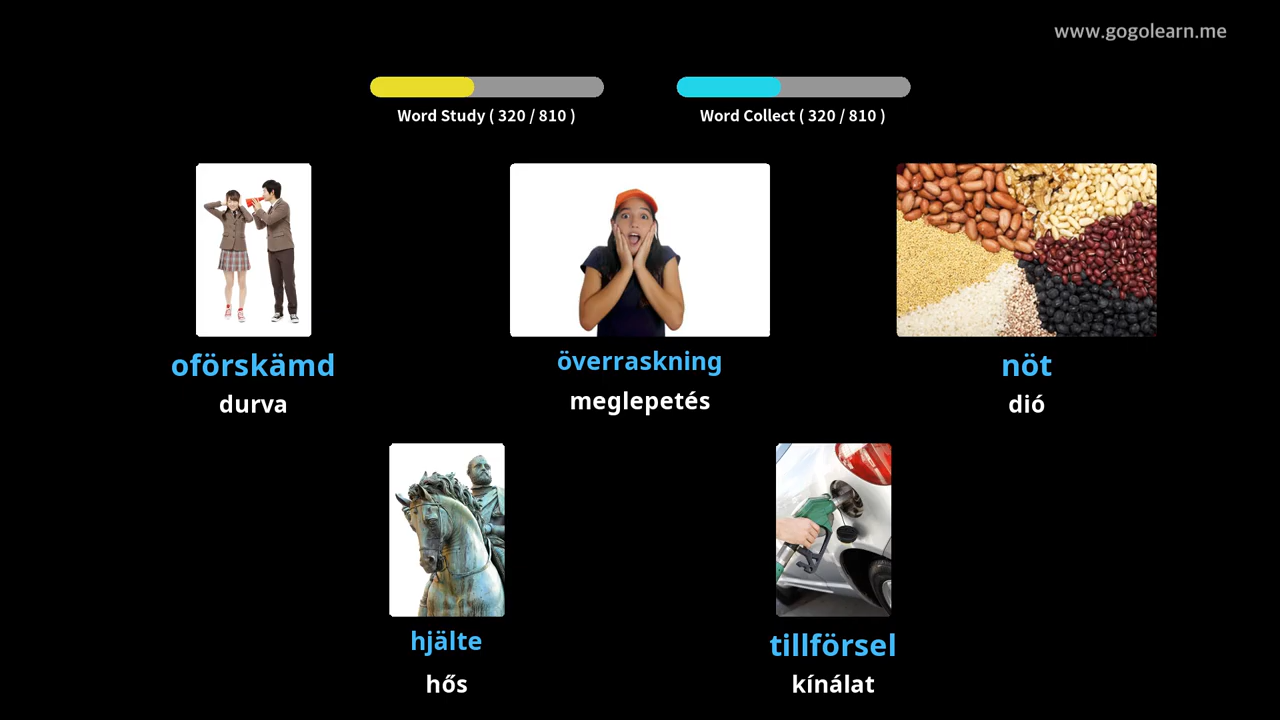 www.gogolearn.me
Word Study ( 320 / 810 )
Word Collect ( 320 / 810 )
oförskämd
durva
överraskning
meglepetés
nöt
dió
hjälte
hős
tillförsel
kínálat